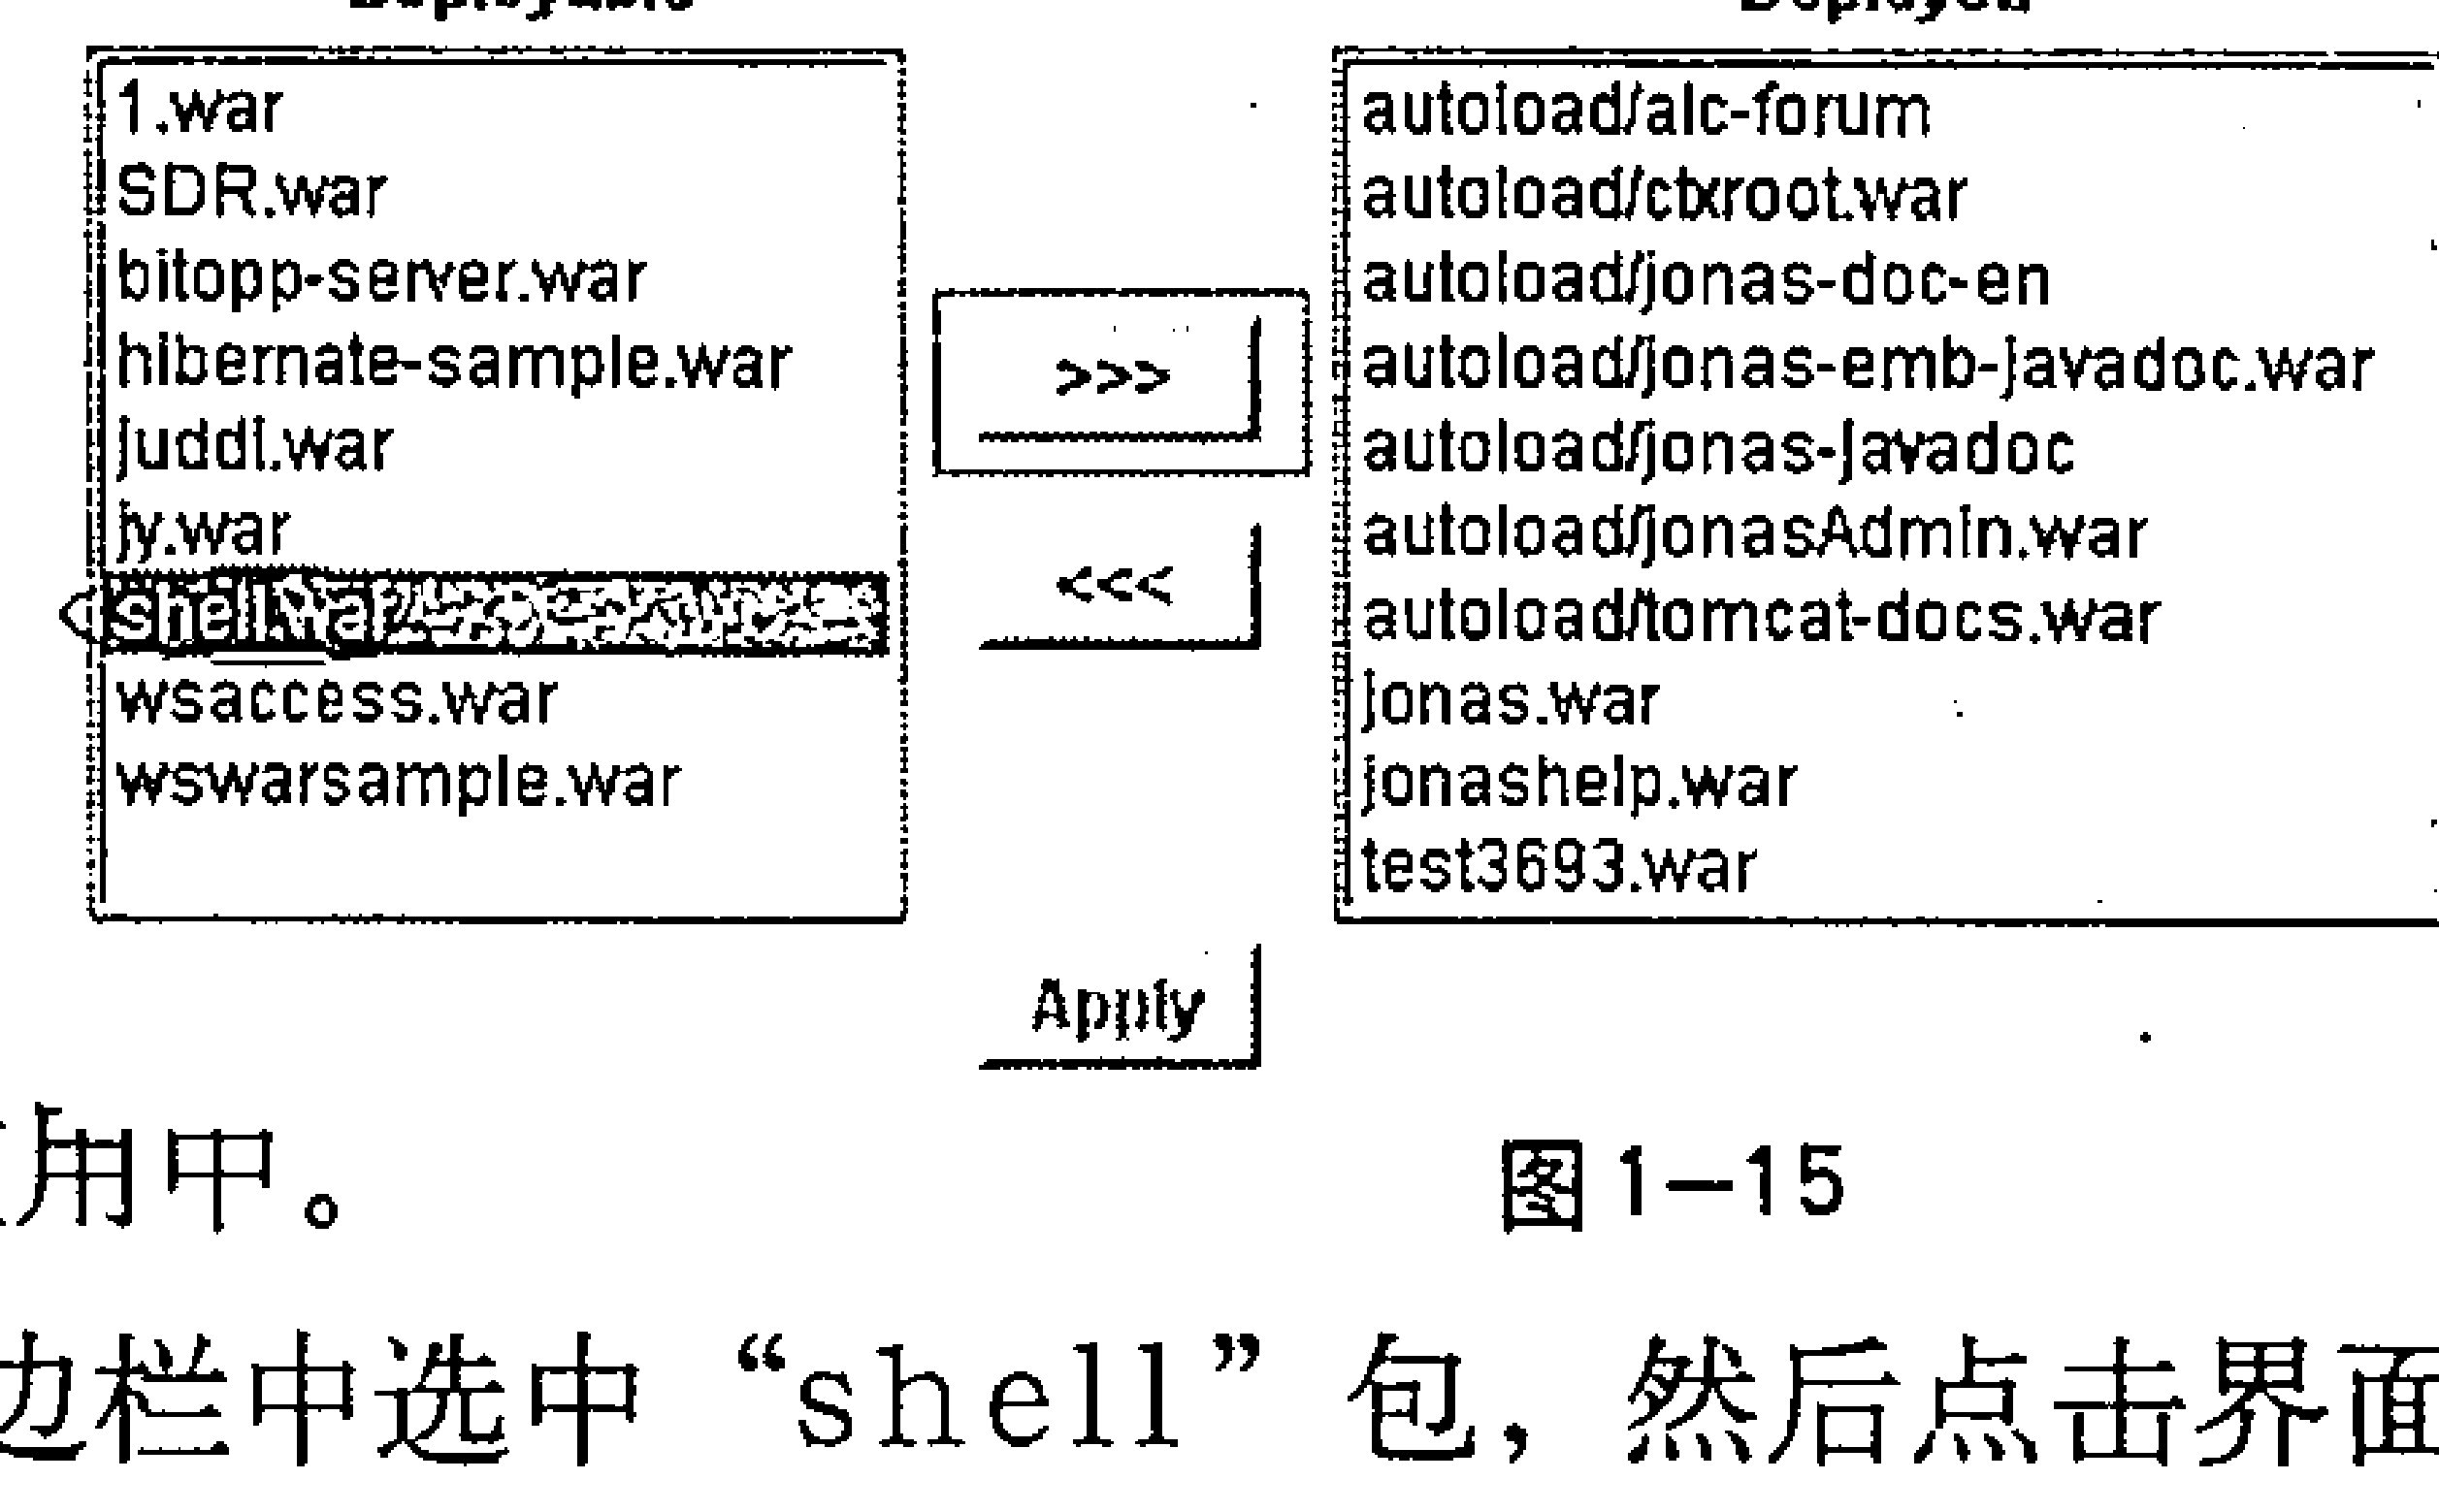 Deployable
Deployed
1.war
SDR.war
bitopp-server.war
hibernate-sample.war
juddi.war
jy.war
shell.war
wsaccess.war
wswarsample.war
>>>
<<<
autoload/alc-forum
autoload/ctxroot.war
autoload/jonas-doc-en
autoload/jonas-emb-javadoc.war
autoload/jonas-javadoc
autoload/jonasAdmin.war
autoload/tomcat-docs.war
jonas.war
jonashelp.war
test3693.war
Apply
用中。
图1-15
边栏中选中“shell”包，然后点击界面